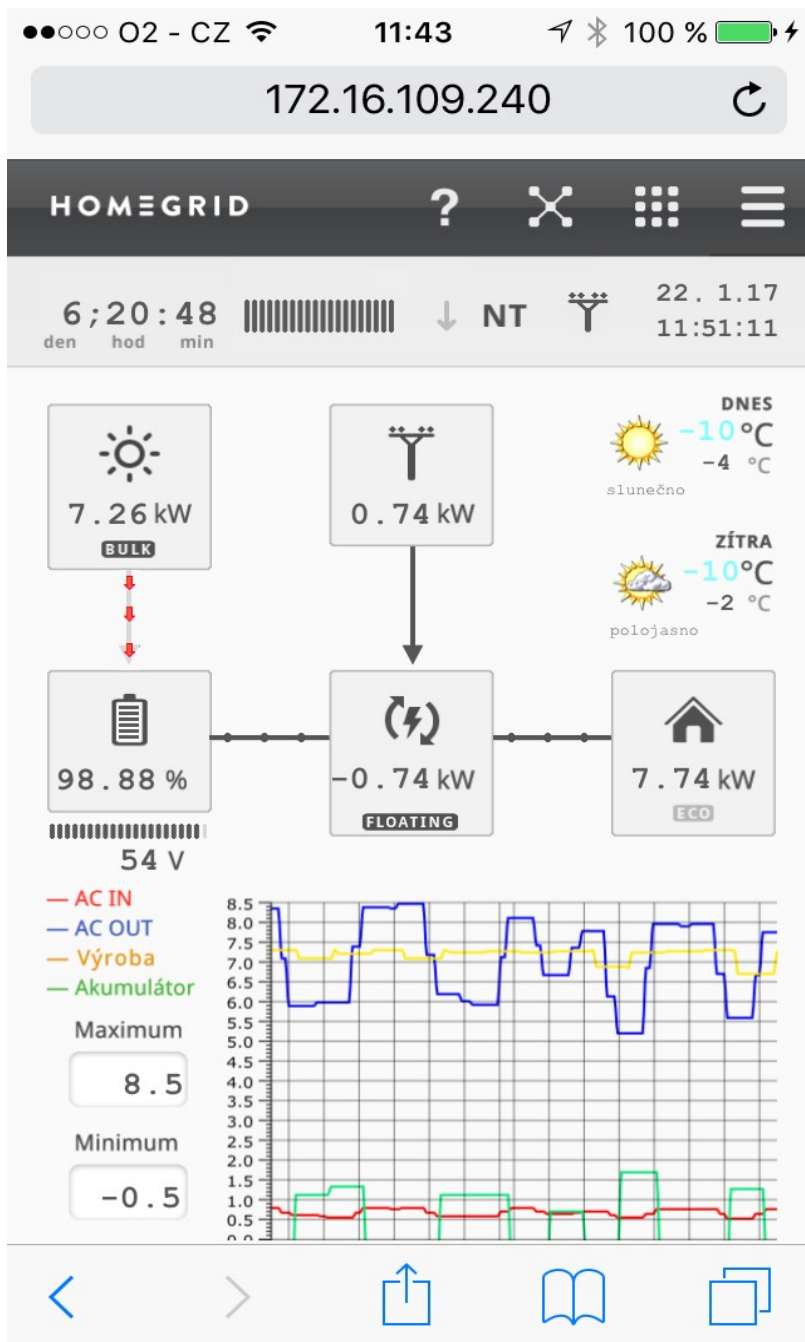 O2 - CZ 11:43 100 %
172.16.109.240
HOMEGRID ?
6;20:48 NT 22. 1.17
den hod min 11:51:11
DNES
-10 °C
-4 °C
slunečno
7.26 kW
BULK
0.74 kW
ZÍTRA
-10 °C
-2 °C
polojasno
98.88 %
-0.74 kW
FLOATING
7.74 kW
ECO
54 V
AC IN
AC OUT
Výroba
Akumulátor
Maximum
8.5
Minimum
-0.5
8.5
8.0
7.5
7.0
6.5
6.0
5.5
5.0
4.5
4.0
3.5
3.0
2.5
2.0
1.5
1.0
0.5
0.0